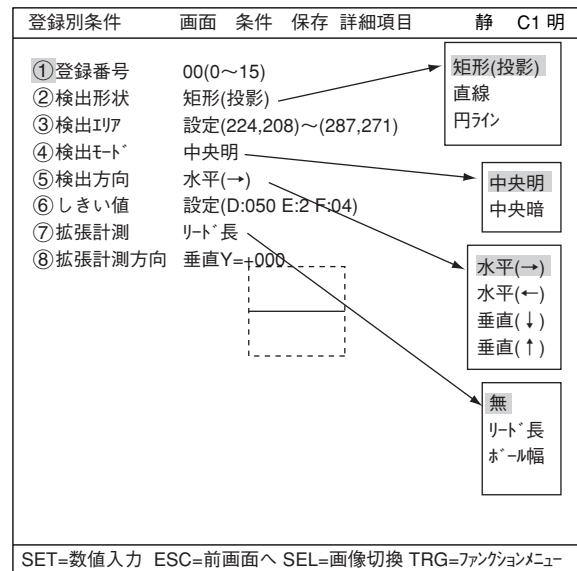 登録別条件 画面 条件 保存 詳細項目 静 C1 明
①登録番号 00(0～15)
②検出形状 矩形(投影)
③検出ｴﾘｱ 設定(224,208)～(287,271)
④検出ﾓｰﾄﾞ 中央明
⑤検出方向 水平(→)
⑥しきい値 設定(D:050 E:2 F:04)
⑦拡張計測 ﾘｰﾄﾞ長
⑧拡張計測方向 垂直Y=+000
矩形(投影)
直線
円ﾗｲﾝ
中央明
中央暗
水平(→)
水平(←)
垂直(↓)
垂直(↑)
無
ﾘｰﾄﾞ長
ﾎﾞｰﾙ幅
SET=数値入力 ESC=前画面へ SEL=画像切換 TRG=ﾌｧﾝｸｼｮﾝﾒﾆｭｰ